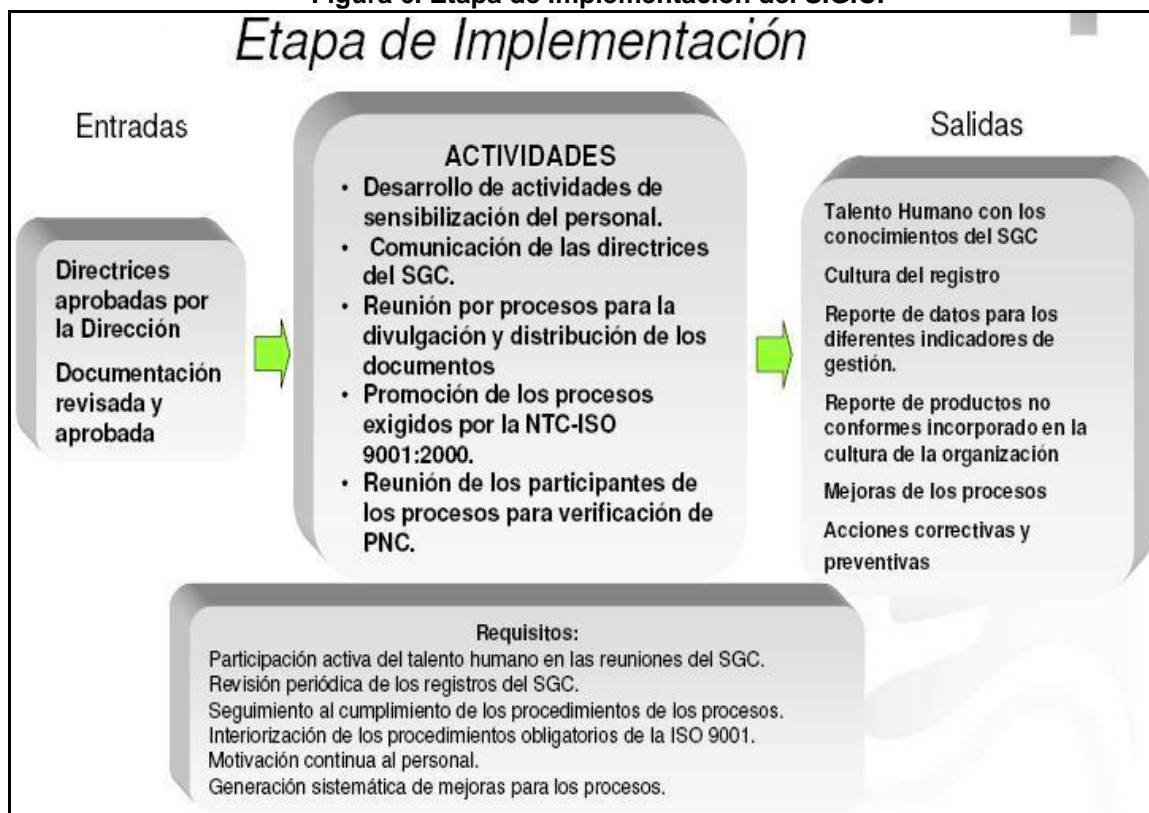 Etapa de Implementación
Entradas
Directrices
aprobadas por
la Dirección
Documentación
revisada y
aprobada
ACTIVIDADES
• Desarrollo de actividades de
sensibilización del personal.
• Comunicación de las directrices
del SGC.
• Reunión por procesos para la
divulgación y distribución de los
documentos
• Promoción de los procesos
exigidos por la NTC-ISO
9001:2000.
• Reunión de los participantes de
los procesos para verificación de
PNC.
Salidas
Talento Humano con los
conocimientos del SGC
Cultura del registro
Reporte de datos para los
diferentes indicadores de
gestión.
Reporte de productos no
conformes incorporado en la
cultura de la organización
Mejoras de los procesos
Acciones correctivas y
preventivas
Requisitos:
Participación activa del talento humano en las reuniones del SGC.
Revisión periódica de los registros del SGC.
Seguimiento al cumplimiento de los procedimientos de los procesos.
Interiorización de los procedimientos obligatorios de la ISO 9001.
Motivación continua al personal.
Generación sistemática de mejoras para los procesos.